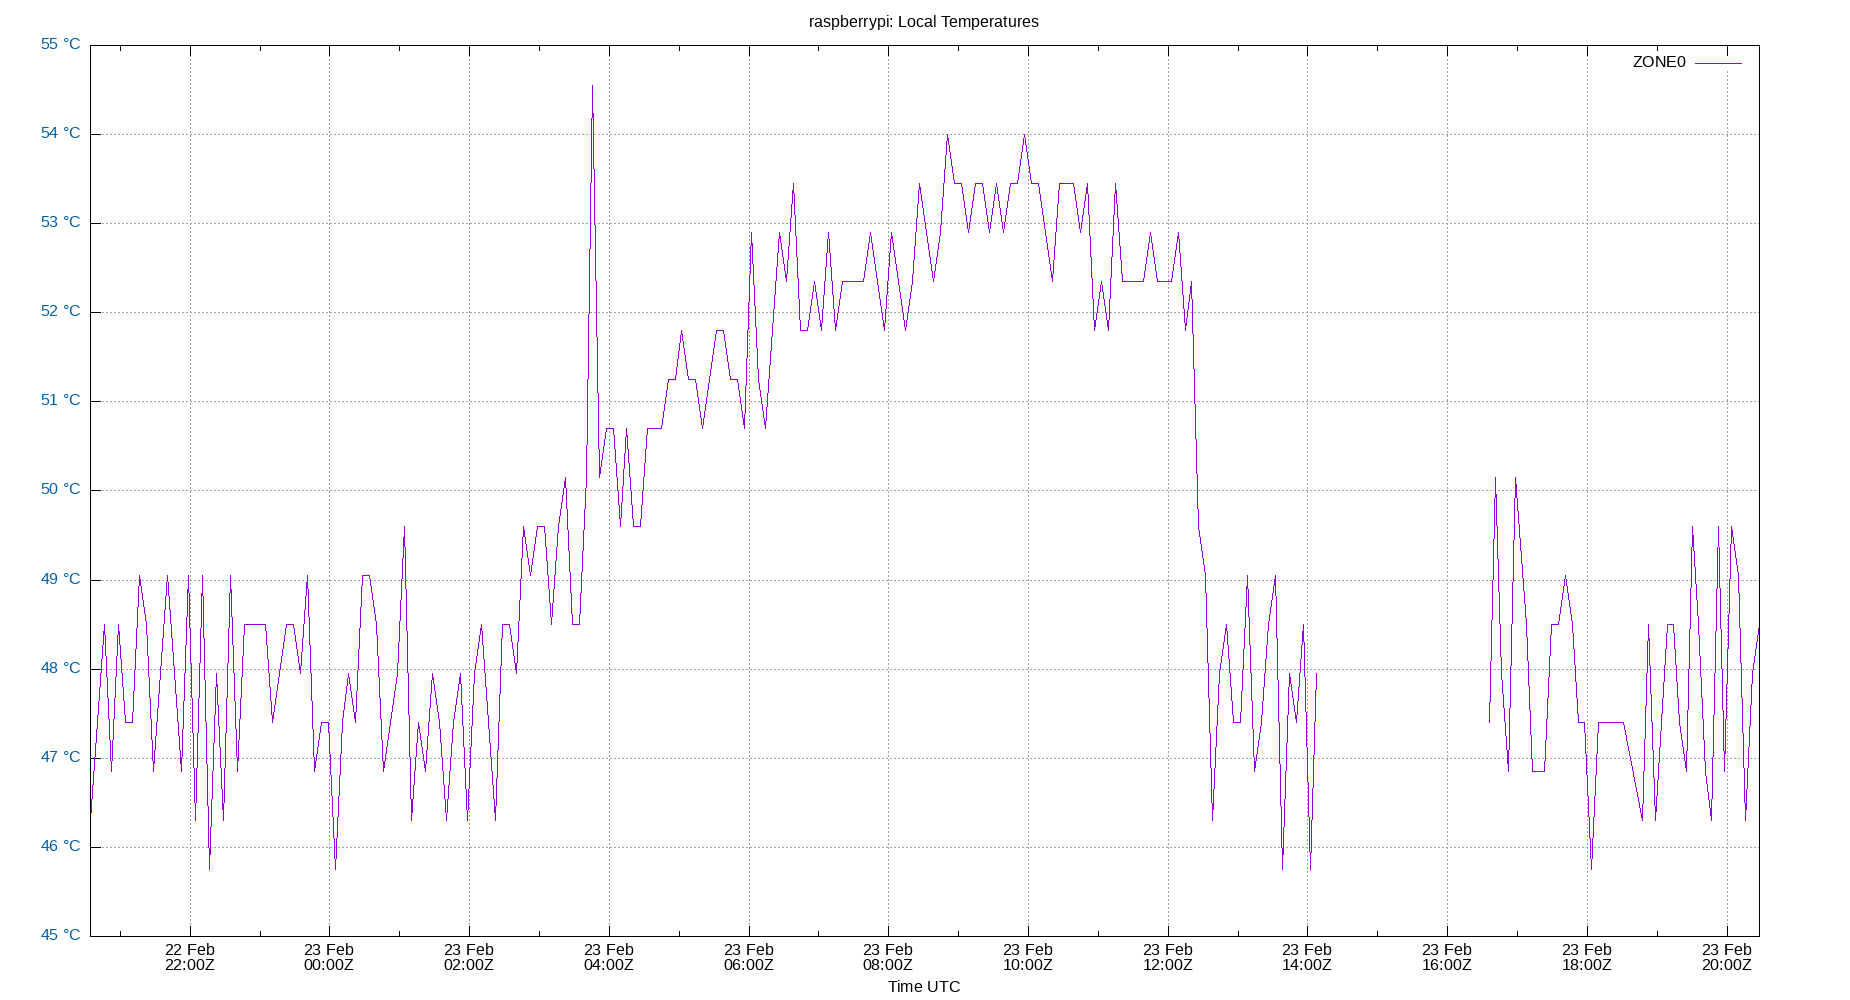 raspberrypi: Local Temperatures
55 °C
ZONE0
54 °C
53 °C
52 °C
51 °C
50 °C
49 °C
48 °C
47 °C
46 °C
45 °C
22 Feb 23 Feb 23 Feb 23 Feb 23 Feb 23 Feb 23 Feb 23 Feb 23 Feb 23 Feb 23 Feb 23 Feb
22:00Z 00:00Z 02:00Z 04:00Z 06:00Z 08:00Z 10:00Z 12:00Z 14:00Z 16:00Z 18:00Z 20:00Z
Time UTC